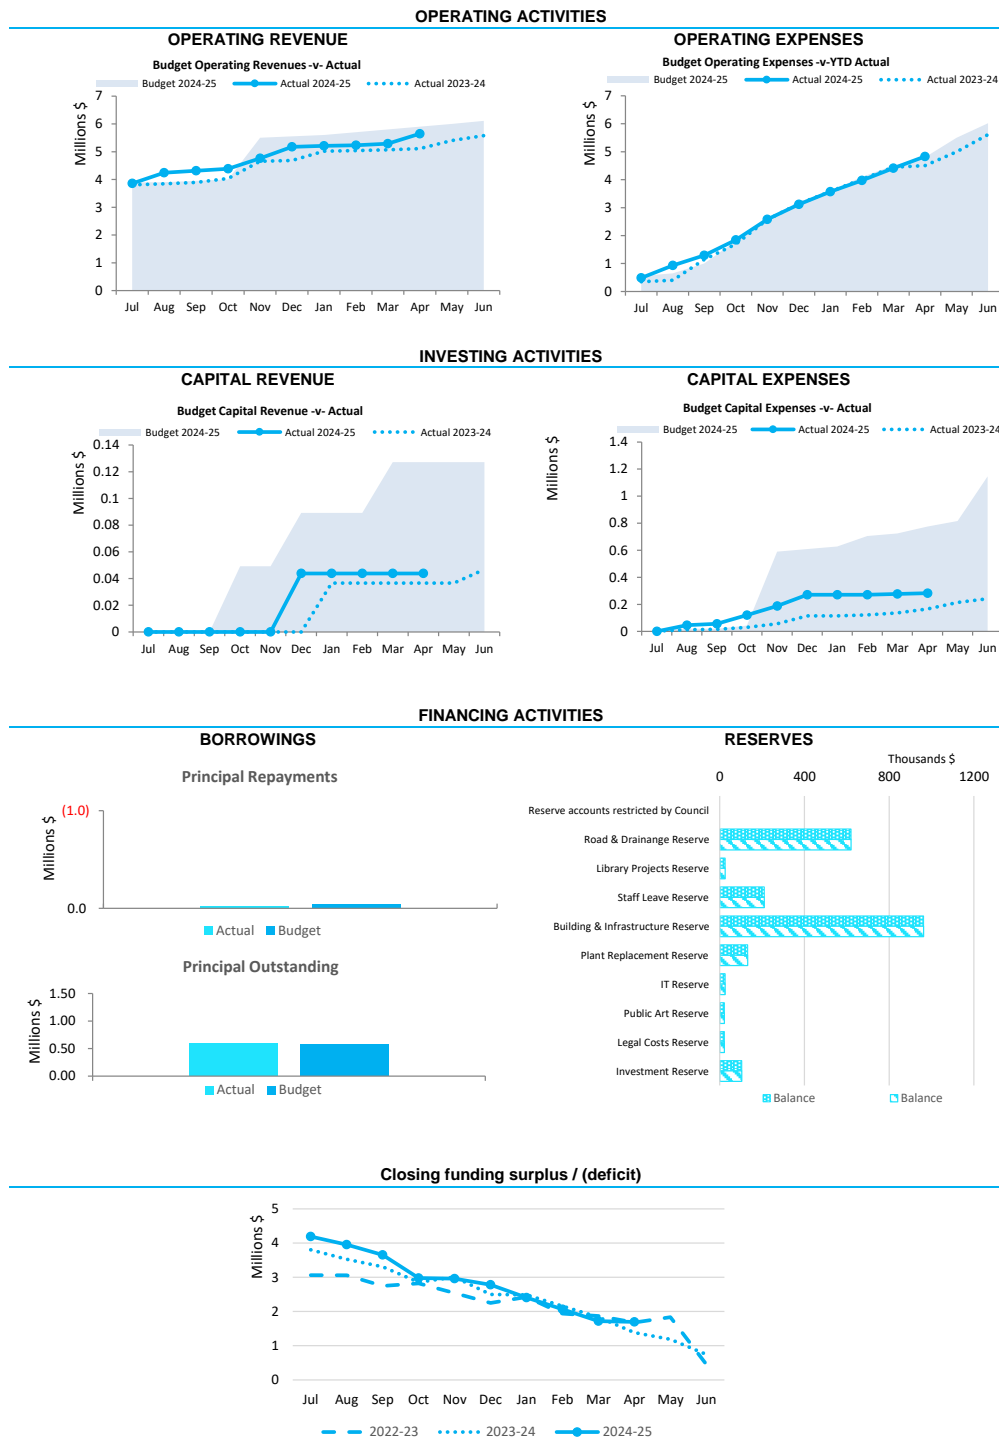 OPERATING ACTIVITIES
OPERATING REVENUE
Budget Operating Revenues -v- Actual
Budget 2024-25 Actual 2024-25 Actual 2023-24
Millions $
7
6
5
4
3
2
1
0
Jul Aug Sep Oct Nov Dec Jan Feb Mar Apr May Jun
OPERATING EXPENSES
Budget Operating Expenses -v-YTD Actual
Budget 2024-25 Actual 2024-25 Actual 2023-24
Millions $
7
6
5
4
3
2
1
0
Jul Aug Sep Oct Nov Dec Jan Feb Mar Apr May Jun
INVESTING ACTIVITIES
CAPITAL REVENUE
Budget Capital Revenue -v- Actual
Budget 2024-25 Actual 2024-25 Actual 2023-24
Millions $
0.14
0.12
0.1
0.08
0.06
0.04
0.02
0
Jul Aug Sep Oct Nov Dec Jan Feb Mar Apr May Jun
CAPITAL EXPENSES
Budget Capital Expenses -v- Actual
Budget 2024-25 Actual 2024-25 Actual 2023-24
Millions $
1.4
1.2
1
0.8
0.6
0.4
0.2
0
Jul Aug Sep Oct Nov Dec Jan Feb Mar Apr May Jun
FINANCING ACTIVITIES
BORROWINGS
Principal Repayments
Millions $
(1.0)
0.0
Actual Budget
Principal Outstanding
Millions $
1.50
1.00
0.50
0.00
Actual Budget
RESERVES
Thousands $
0 400 800 1200
Reserve accounts restricted by Council
Road & Drainange Reserve
Library Projects Reserve
Staff Leave Reserve
Building & Infrastructure Reserve
Plant Replacement Reserve
IT Reserve
Public Art Reserve
Legal Costs Reserve
Investment Reserve
Balance Balance
Closing funding surplus / (deficit)
Millions $
5
4
3
2
1
0
Jul Aug Sep Oct Nov Dec Jan Feb Mar Apr May Jun
2022-23 2023-24 2024-25